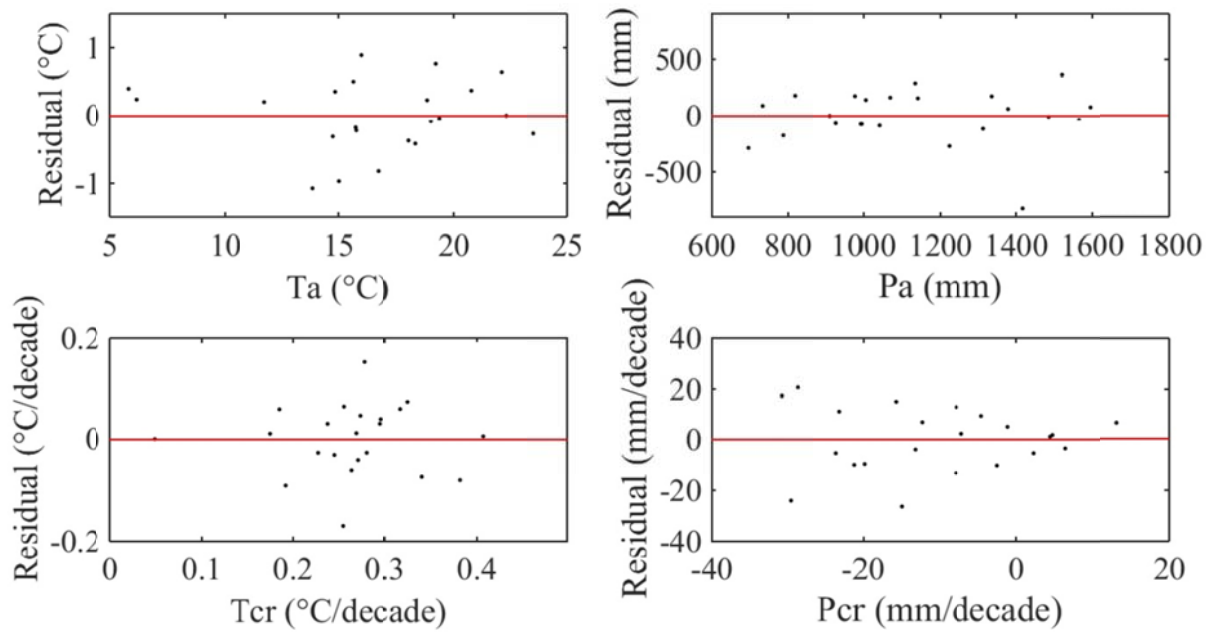 Residual (°C)
1
0
-1
5 10 15 20 25
Ta (°C)
Residual (mm)
500
0
-500
600 800 1000 1200 1400 1600 1800
Pa (mm)
Residual (°C/decade)
0.2
0
-0.2
0 0.1 0.2 0.3 0.4
Tcr (°C/decade)
Residual (mm/decade)
40
20
0
-20
-40
-40 -20 0 20
Pcr (mm/decade)